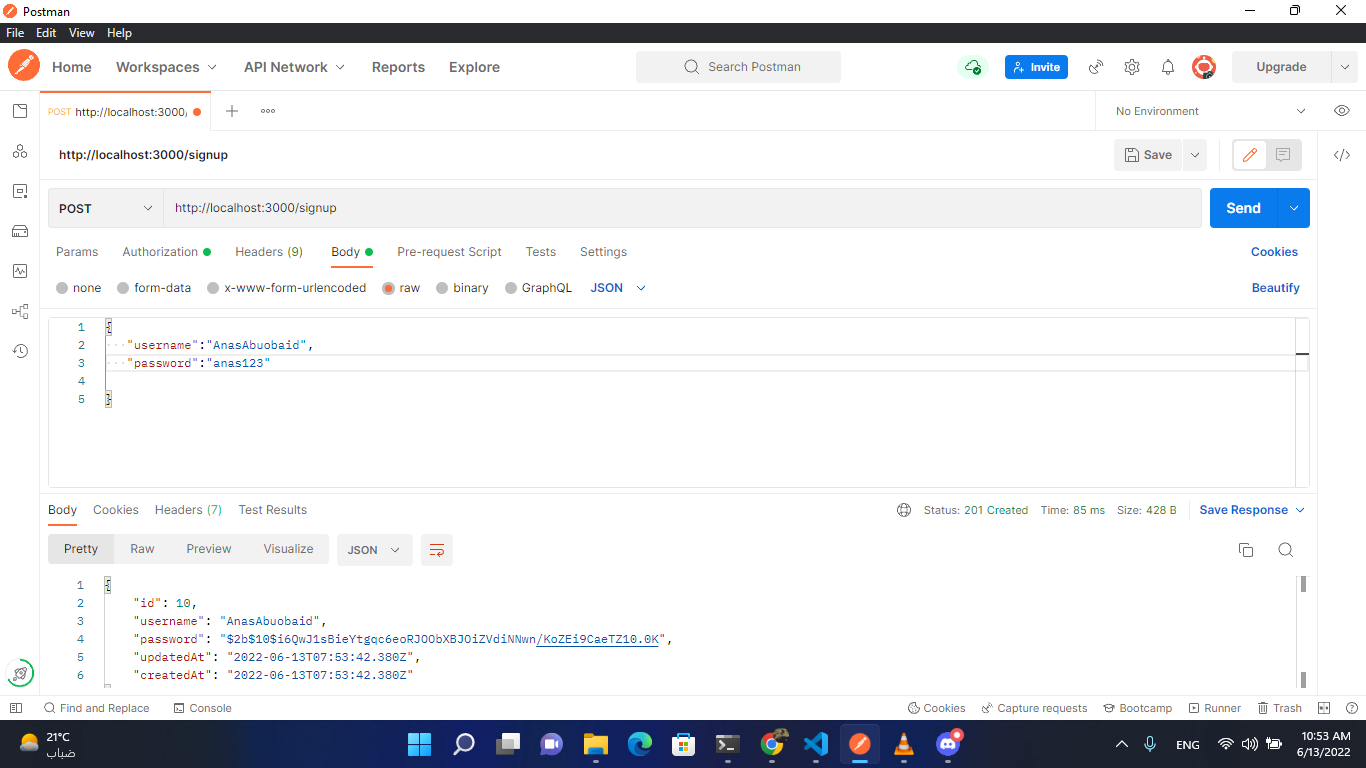 Postman
File Edit View Help
Home Workspaces API Network Reports Explore Search Postman Invite Upgrade
POST http://localhost:3000/ No Environment
http://localhost:3000/signup Save
POST http://localhost:3000/signup Send
Params Authorization Headers (9) Body Pre-request Script Tests Settings Cookies
none form-data x-www-form-urlencoded raw binary GraphQL JSON Beautify
1 {
2 "username":"AnasAbuobaid",
3 "password":"anas123"
4
5 }
Body Cookies Headers (7) Test Results Status: 201 Created Time: 85 ms Size: 428 B Save Response
Pretty Raw Preview Visualize JSON
1 {
2 "id": 10,
3 "username": "AnasAbuobaid",
4 "password": "$2b$10$i6QwJ1sBieYtgqc6eoRJOObXBJOiZVdiNNwn/KoZEi9CaeTZ10.0K",
5 "updatedAt": "2022-06-13T07:53:42.380Z",
6 "createdAt": "2022-06-13T07:53:42.380Z"
Find and Replace Console Cookies Capture requests Bootcamp Runner Trash
21°C
ضباب
ENG
10:53 AM
6/13/2022